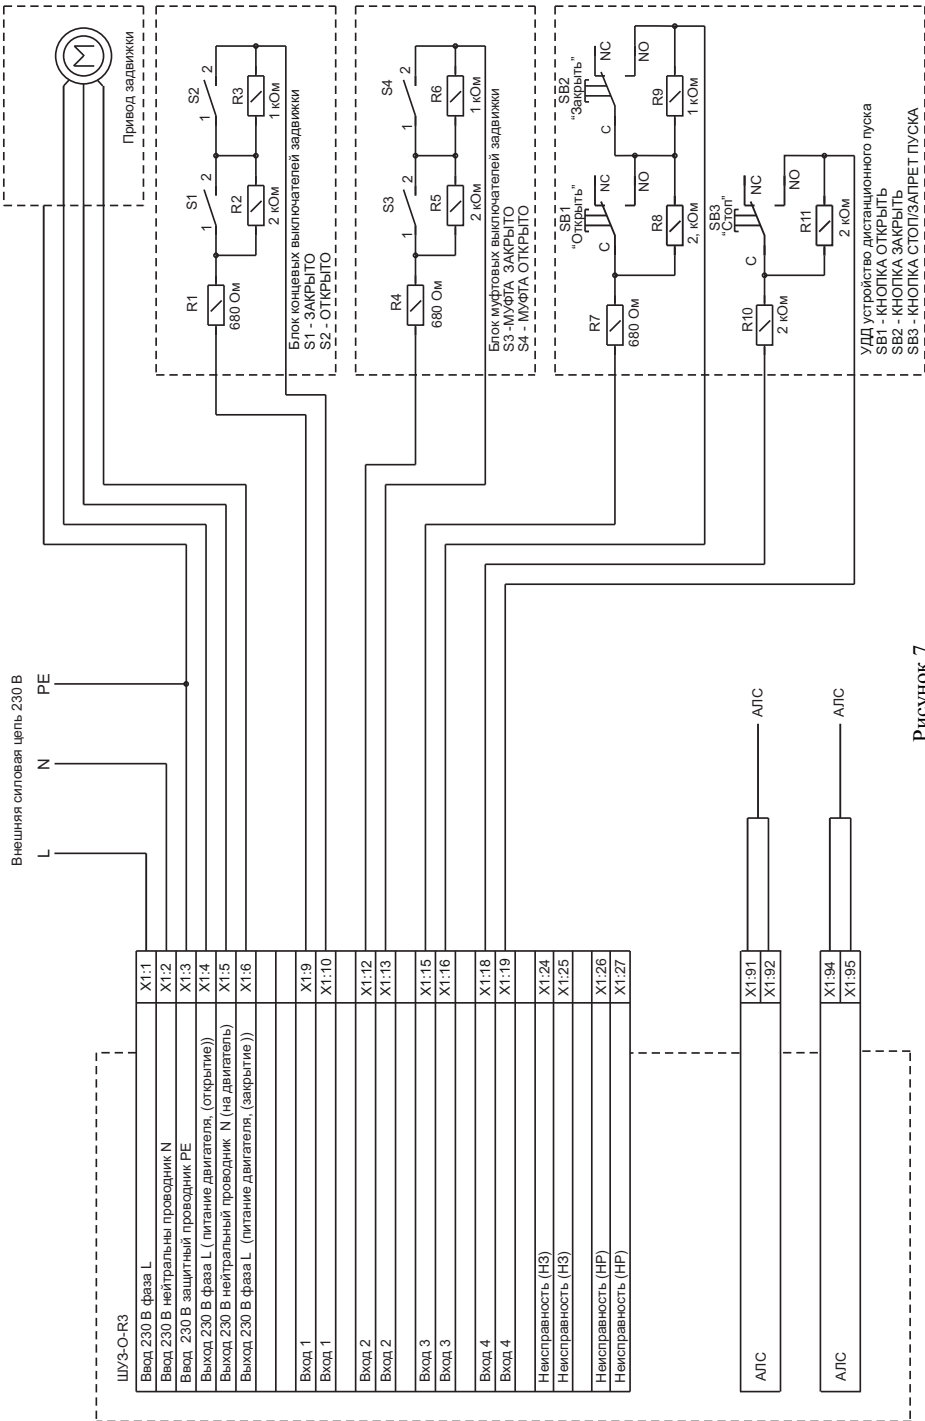 Внешняя силовая цепь 230 В
L
N
PE
ШУЗ-О-R3
Ввод 230 В фаза L X1:1
Ввод 230 В нейтральны проводник N X1:2
Ввод 230 В защитный проводник PE X1:3
Выход 230 В фаза L ( питание двигателя, (открытие)) X1:4
Выход 230 В нейтральный проводник N (на двигатель) X1:5
Выход 230 В фаза L (питание двигателя, (закрытие )) X1:6
Вход 1 X1:9
Вход 1 X1:10
Вход 2 X1:12
Вход 2 X1:13
Вход 3 X1:15
Вход 3 X1:16
Вход 4 X1:18
Вход 4 X1:19
Неисправность (НЗ) X1:24
Неисправность (НЗ) X1:25
Неисправность (НР) X1:26
Неисправность (НР) X1:27
АЛС
X1:91
X1:92
АЛС
АЛС
X1:94
X1:95
АЛС
M
Привод задвижки
S1
1
2
S2
1
2
R1
680 Ом
R2
2 кОм
R3
1 кОм
Блок концевых выключателей задвижки
S1 - ЗАКРЫТО
S2 - ОТКРЫТО
S3
1
2
S4
1
2
R4
680 Ом
R5
2 кОм
R6
1 кОм
Блок муфтовых выключателей задвижки
S3 -МУФТА ЗАКРЫТО
S4 - МУФТА ОТКРЫТО
SB1
"Открыть"
C
NC
NO
SB2
"Закрыть"
C
NC
NO
R7
680 Ом
R8
2, кОм
R9
1 кОм
SB3
"Стоп"
C
NC
NO
R10
2 кОм
R11
2 кОм
УДД устройство дистанционного пуска
SB1 - КНОПКА ОТКРЫТЬ
SB2 - КНОПКА ЗАКРЫТЬ
SB3 - КНОПКА СТОП/ЗАПРЕТ ПУСКА
Рисунок 7